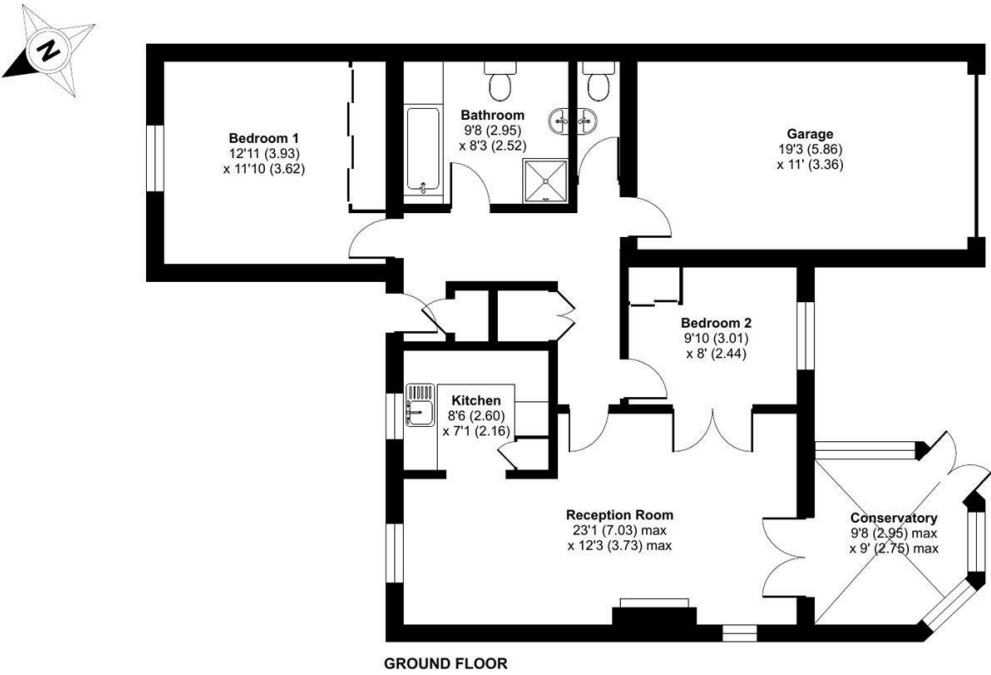 N
Bedroom 1
12'11 (3.93)
x 11'10 (3.62)
Bathroom
9'8 (2.95)
x 8'3 (2.52)
Garage
19'3 (5.86)
x 11' (3.36)
Bedroom 2
9'10 (3.01)
x 8' (2.44)
Kitchen
8'6 (2.60)
x 7'1 (2.16)
Reception Room
23'1 (7.03) max
x 12'3 (3.73) max
Conservatory
9'8 (2.95) max
x 9' (2.75) max
GROUND FLOOR